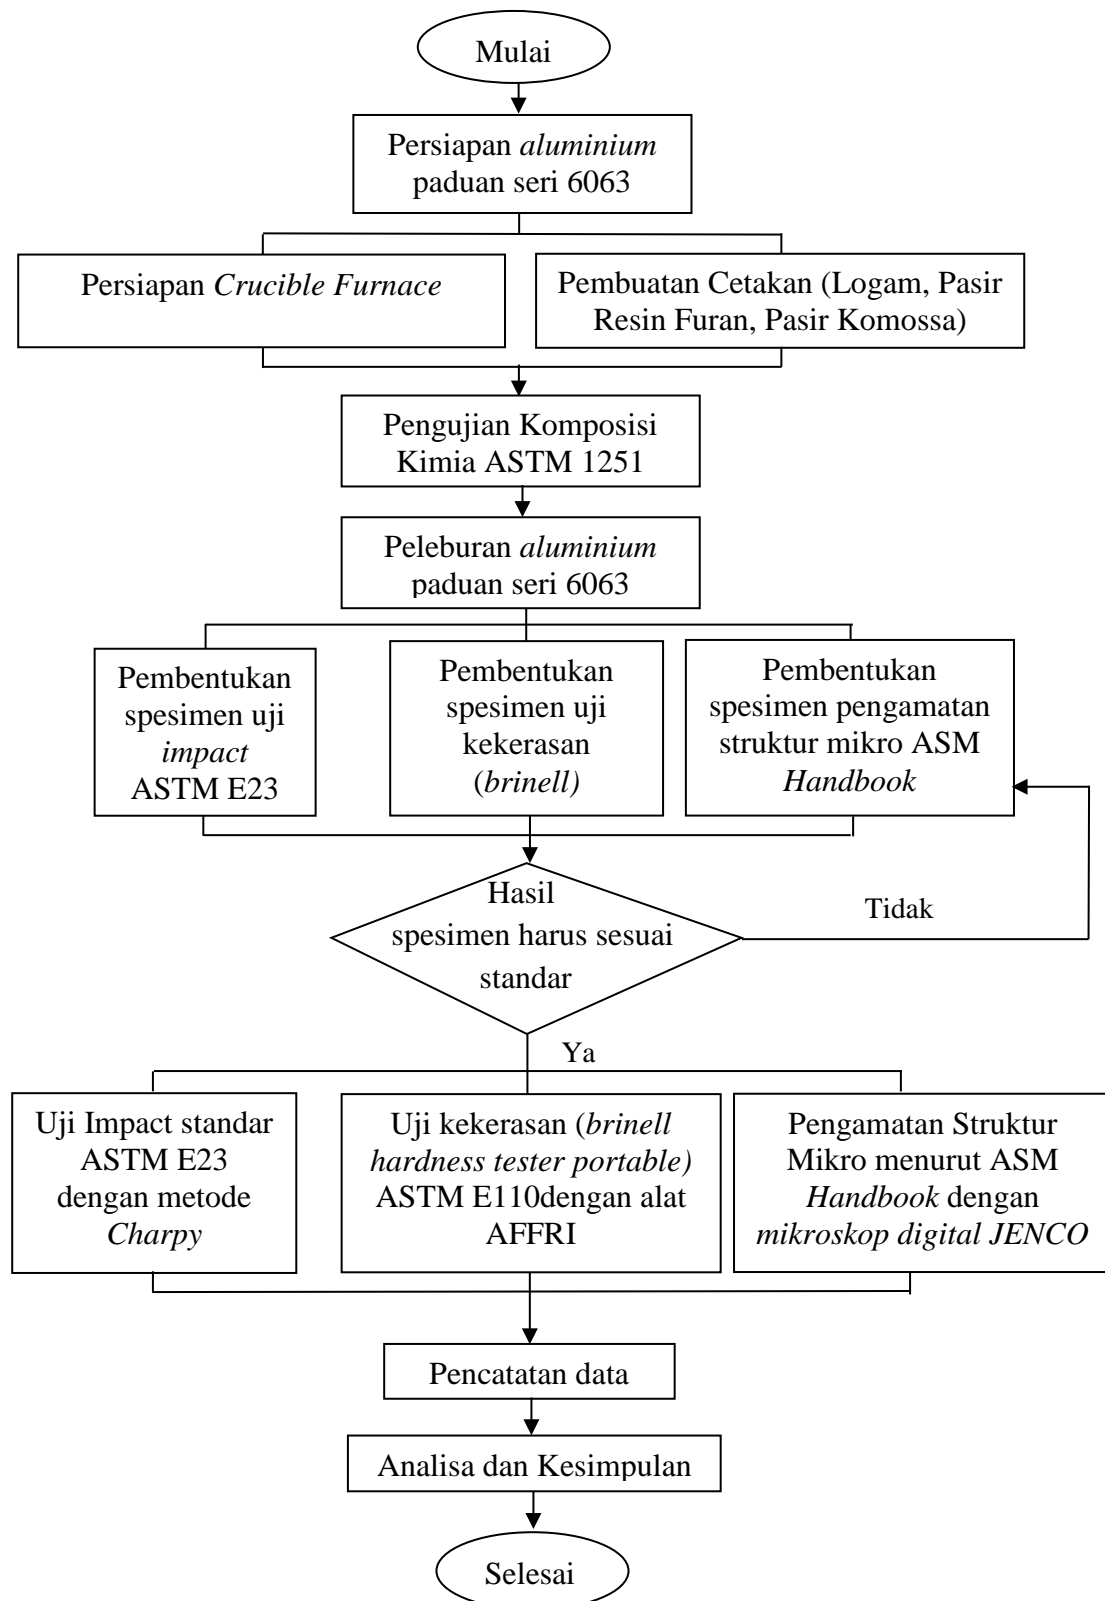 Mulai
Persiapan aluminium
paduan seri 6063
Persiapan Crucible Furnace
Pembuatan Cetakan (Logam, Pasir
Resin Furan, Pasir Komossa)
Pengujian Komposisi
Kimia ASTM 1251
Peleburan aluminium
paduan seri 6063
Pembentukan
spesimen uji
impact
ASTM E23
Pembentukan
spesimen uji
kekerasan
(brinell)
Pembentukan
spesimen pengamatan
struktur mikro ASM
Handbook
Hasil
spesimen harus sesuai
standar
Tidak
Ya
Uji Impact standar
ASTM E23
dengan metode
Charpy
Uji kekerasan (brinell
hardness tester portable)
ASTM E110dengan alat
AFFRI
Pengamatan Struktur
Mikro menurut ASM
Handbook dengan
mikroskop digital JENCO
Pencatatan data
Analisa dan Kesimpulan
Selesai